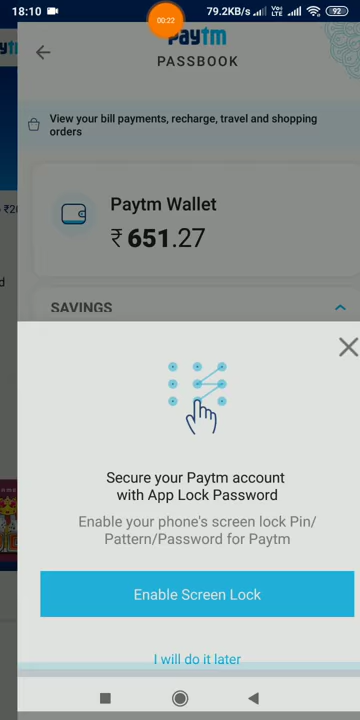 18:10
79.2KB/s
Vo
LTE
92
00:22
paytm
PASSBOOK
View your bill payments, recharge, travel and shopping
orders
Paytm Wallet
₹ 651.27
SAVINGS
Secure your Paytm account
with App Lock Password
Enable your phone's screen lock Pin/
Pattern/Password for Paytm
Enable Screen Lock
I will do it later